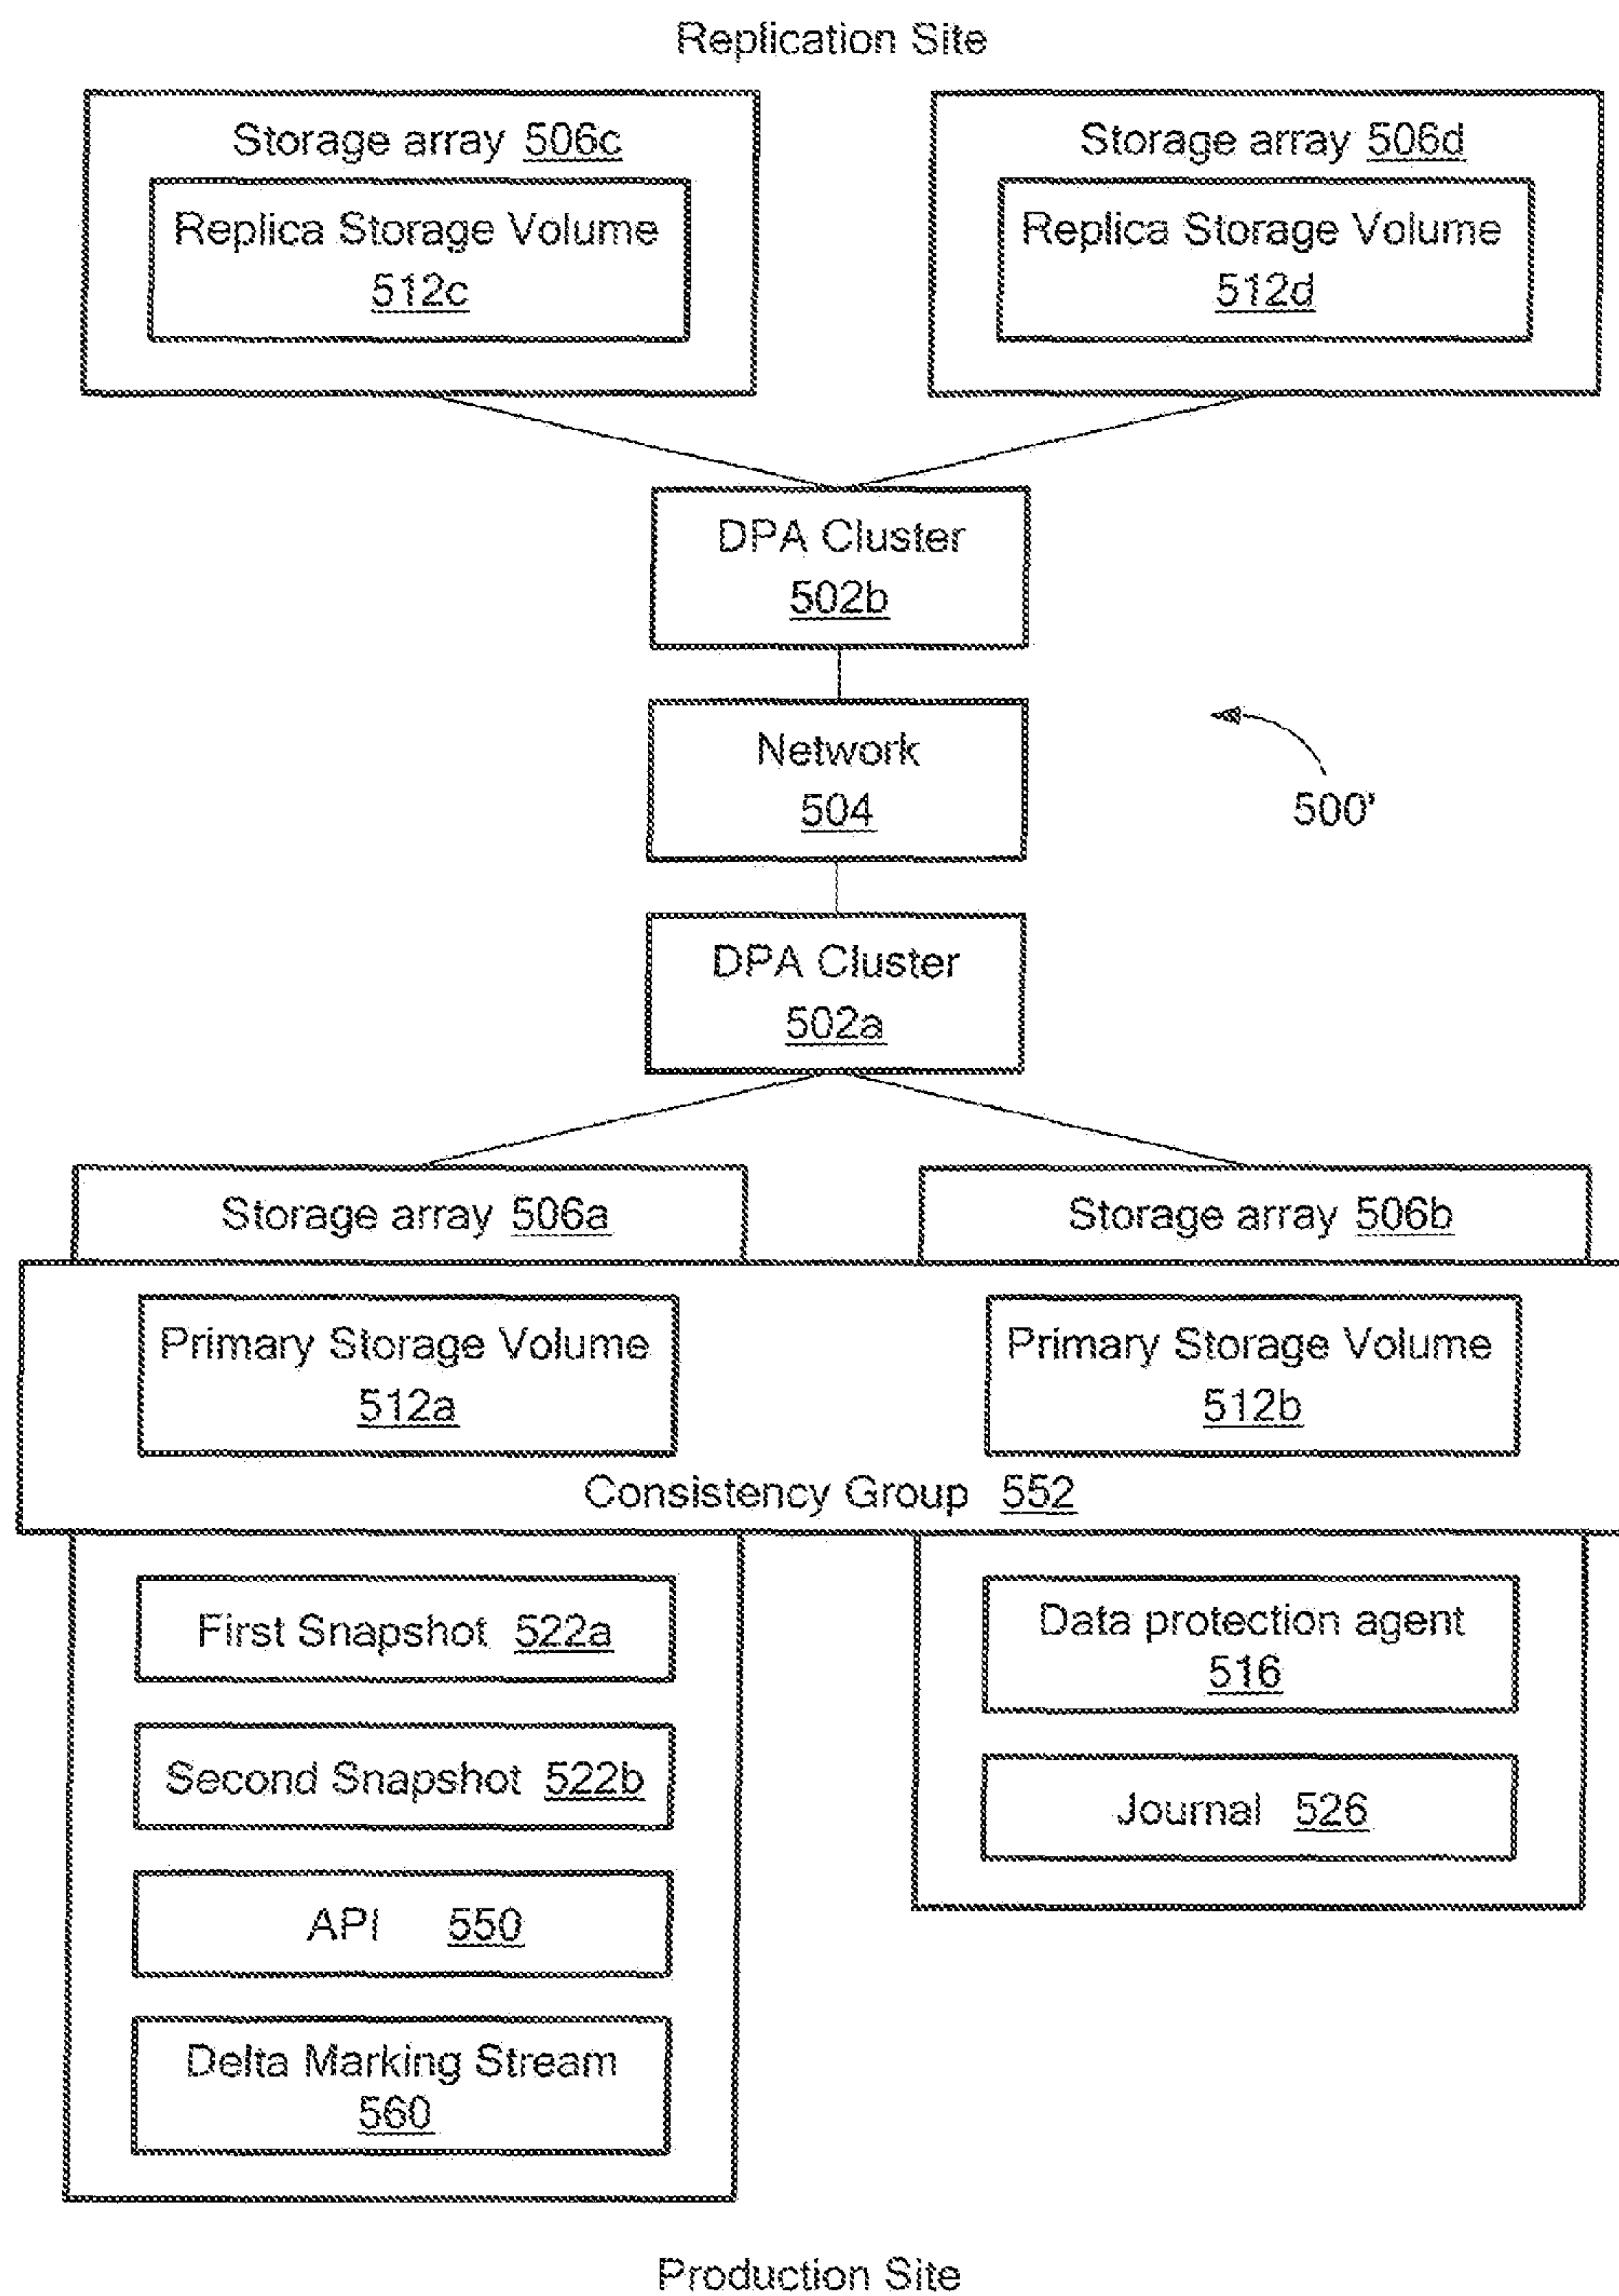 Replication Site
Storage array 506c
Replica Storage Volume
512c
Storage array 506d
Replica Storage Volume
512d
DPA Cluster
502b
Network
504
500'
DPA Cluster
502a
Storage array 506a
Storage array 506b
Primary Storage Volume
512a
Primary Storage Volume
512b
Consistency Group 552
First Snapshot 522a
Second Snapshot 522b
API 550
Delta Marking Stream
560
Data protection agent
516
Journal 526
Production Site